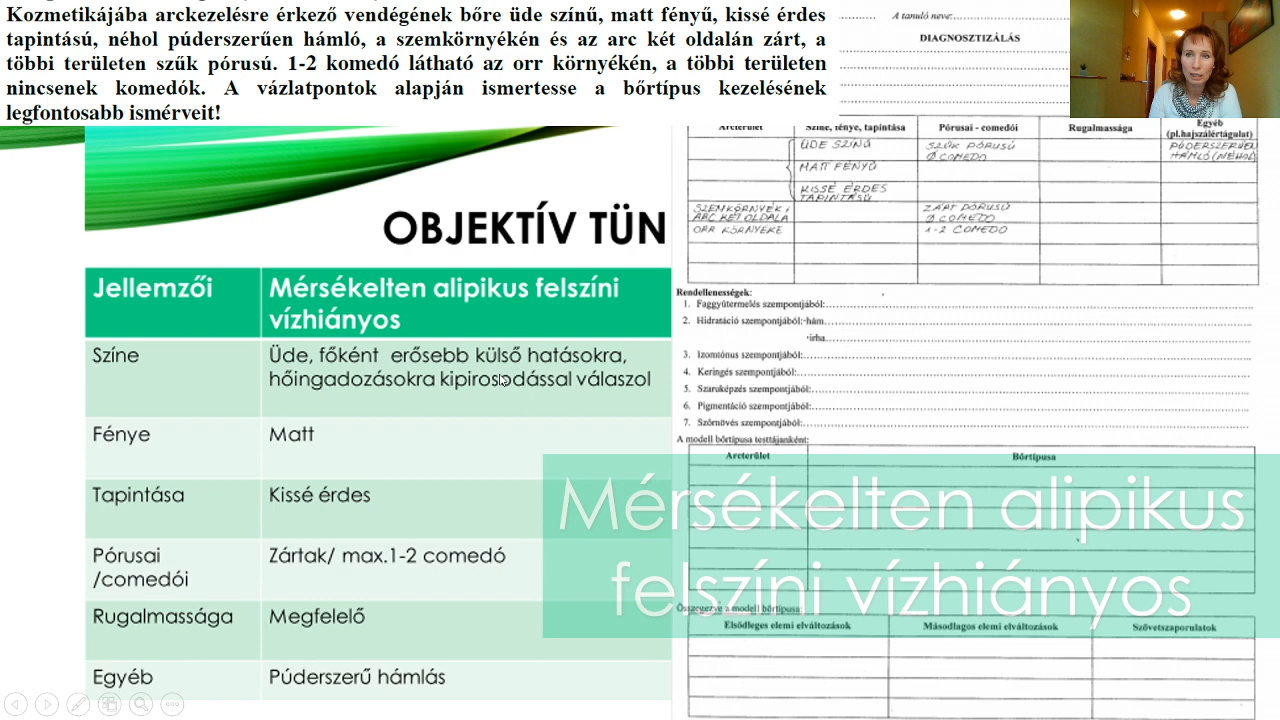 Kozmetikájába arckezelésre érkező vendégének bőre üde színű, matt fényű, kissé érdes
tapintású, néhol púderszerűen hámló, a szemkörnyékén és az arc két oldalán zárt, a
többi területen szűk pórusú. 1-2 komedó látható az orr környékén, a többi területen
nincsenek komedók. A vázlatpontok alapján ismertesse a bőrtípus kezelésének
legfontosabb ismérveit!
OBJEKTÍV TÜN
Jellemzői Mérsékelten alipikus felszíni
vízhiányos
Színe Üde, főként erősebb külső hatásokra,
hőingadozásokra kipirosodással válaszol
Fénye Matt
Tapintása Kissé érdes
Pórusai Zártak/ max.1-2 comedó
/comedói
Rugalmassága Megfelelő
Egyéb Púderszerű hámlás
A tanuló neve:
DIAGNOSZTIZÁLÁS
Arcterület Színe, fénye, tapintása Pórusai - comedói Rugalmassága Egyéb
(pl.hajszálértágulat)
ÜDE SZÍNŰ SZŰK PÓRUSÚ PÚDERSZERŰEN
Ø COMEDO HÁMLÓ (NÉHOL)
MATT FÉNYŰ
KISSÉ ÉRDES
TAPINTÁSÚ
SZEMKÖRNYÉK; ZÁRT PÓRUSÚ
ARC KÉT OLDALA Ø COMEDO
ORR KÖRNYÉKE 1-2 COMEDO
Rendellenességek:
1. Faggyútermelés szempontjából:
2. Hidratáció szempontjából:-hám
-irha
3. Izomtónus szempontjából:
4. Keringés szempontjából:
5. Szaruképzés szempontjából:
6. Pigmentáció szempontjából:
7. Szőrnövés szempontjából:
A modell bőrtípusa testtájanként:
Arcterület Bőrtípusa
Mérsékelten alipikus
felszíni vízhiányos
Összegezve a modell bőrtípusa:
Elsődleges elemi elváltozások Másodlagos elemi elváltozások Szövetszaporulatok